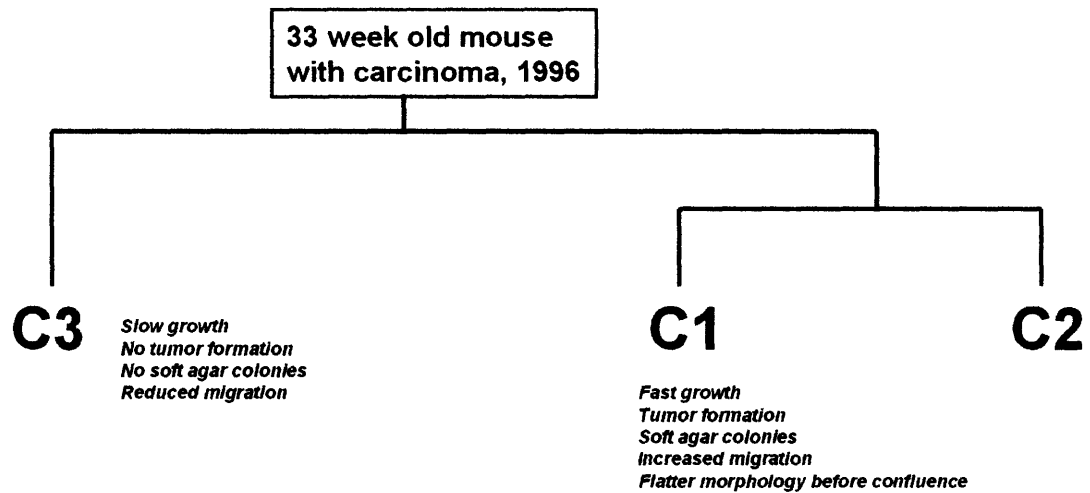 33 week old mouse
with carcinoma, 1996
C3
Slow growth
No tumor formation
No soft agar colonies
Reduced migration
C1
Fast growth
Tumor formation
Soft agar colonies
Increased migration
Flatter morphology before confluence
C2